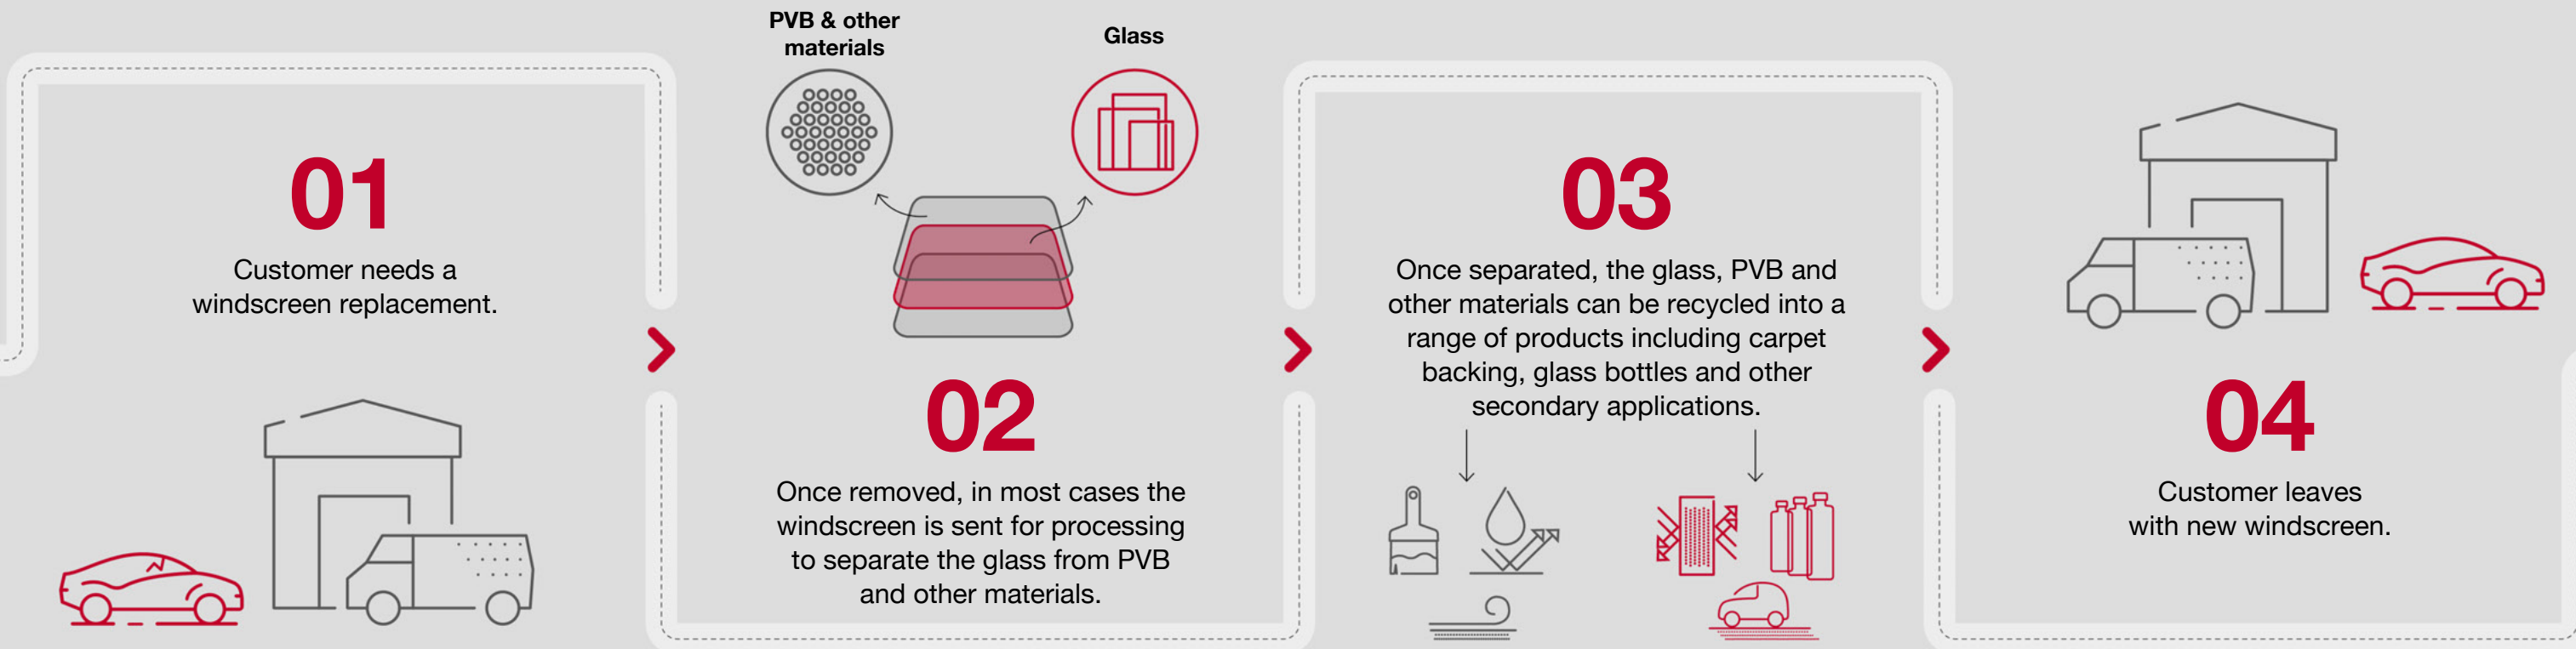 01
Customer needs a
windscreen replacement.
PVB & other
materials
Glass
02
Once removed, in most cases the
windscreen is sent for processing
to separate the glass from PVB
and other materials.
03
Once separated, the glass, PVB and
other materials can be recycled into a
range of products including carpet
backing, glass bottles and other
secondary applications.
04
Customer leaves
with new windscreen.